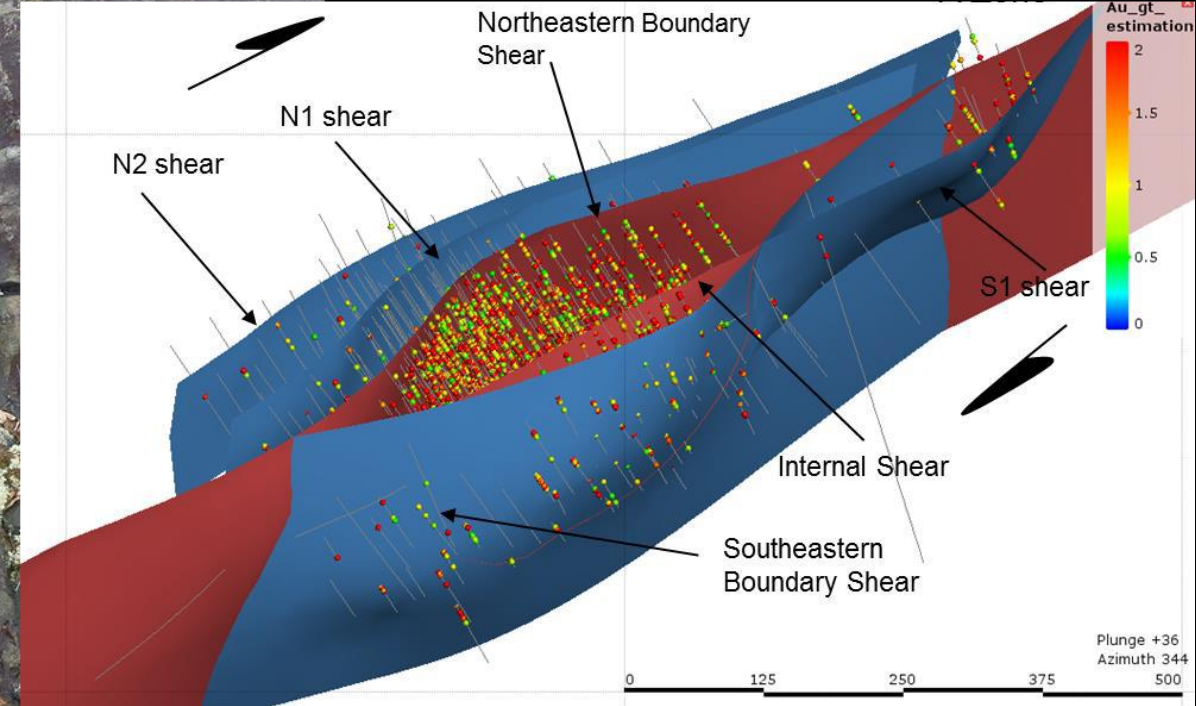 Northeastern Boundary
Shear
Au_gt_
estimation
2
1.5
1
0.5
0
N1 shear
N2 shear
S1 shear
Internal Shear
Southeastern
Boundary Shear
Plunge +36
Azimuth 344
0 125 250 375 500